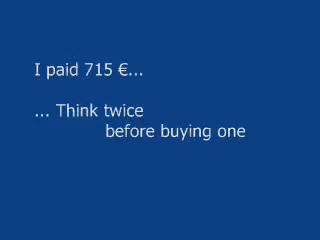 I paid 715 €...
... Think twice
before buying one